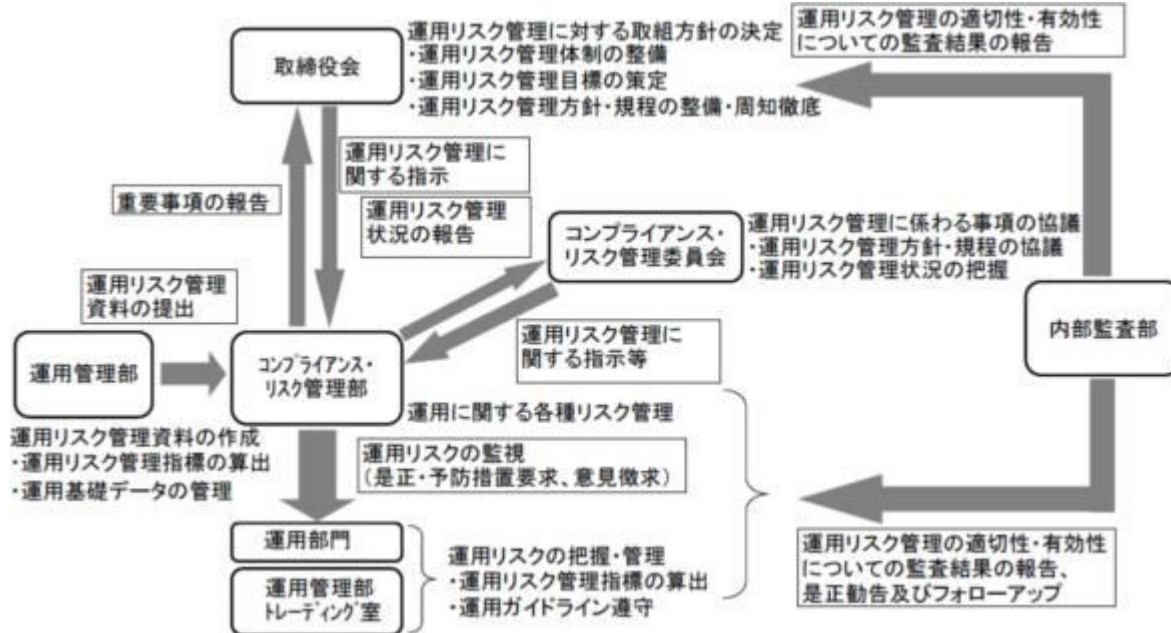 運用リスク管理に対する取組方針の決定
・運用リスク管理体制の整備
・運用リスク管理目標の策定
・運用リスク管理方針・規程の整備・周知徹底
取締役会
運用リスク管理の適切性・有効性
についての監査結果の報告
運用リスク管理に
関する指示
重要事項の報告
運用リスク管理
状況の報告
コンプライアンス・
リスク管理委員会
運用リスク管理に係わる事項の協議
・運用リスク管理方針・規程の協議
・運用リスク管理状況の把握
運用リスク管理
資料の提出
内部監査部
運用リスク管理に
関する指示等
運用管理部
コンプライアンス・
リスク管理部
運用に関する各種リスク管理
運用リスク管理資料の作成
・運用リスク管理指標の算出
・運用基礎データの管理
運用リスクの監視
(是正・予防措置要求、意見徴求)
運用部門
運用管理部
トレーディング室
運用リスクの把握・管理
・運用リスク管理指標の算出
・運用ガイドライン遵守
運用リスク管理の適切性・有効性
についての監査結果の報告、
是正勧告及びフォローアップ